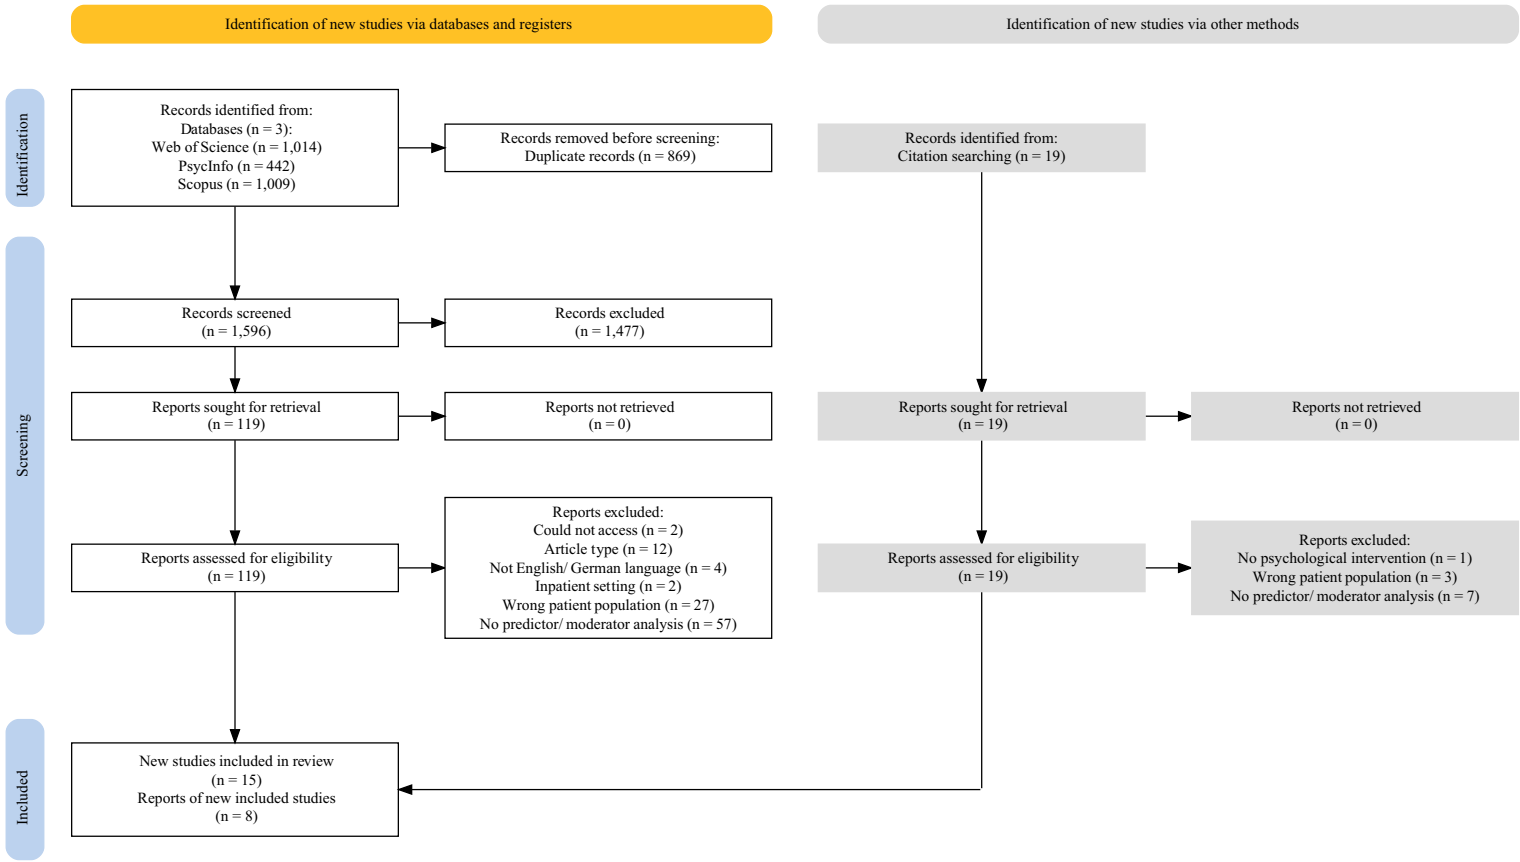 Identification of new studies via databases and registers
Identification of new studies via other methods
Identification
Records identified from:
Databases (n = 3):
Web of Science (n = 1,014)
PsycInfo (n = 442)
Scopus (n = 1,009)
Records removed before screening:
Duplicate records (n = 869)
Records identified from:
Citation searching (n = 19)
Screening
Records screened
(n = 1,596)
Records excluded
(n = 1,477)
Reports sought for retrieval
(n = 119)
Reports not retrieved
(n = 0)
Reports sought for retrieval
(n = 19)
Reports not retrieved
(n = 0)
Reports assessed for eligibility
(n = 119)
Reports excluded:
Could not access (n = 2)
Article type (n = 12)
Not English/ German language (n = 4)
Inpatient setting (n = 2)
Wrong patient population (n = 27)
No predictor/ moderator analysis (n = 57)
Reports assessed for eligibility
(n = 19)
Reports excluded:
No psychological intervention (n = 1)
Wrong patient population (n = 3)
No predictor/ moderator analysis (n = 7)
Included
New studies included in review
(n = 15)
Reports of new included studies
(n = 8)